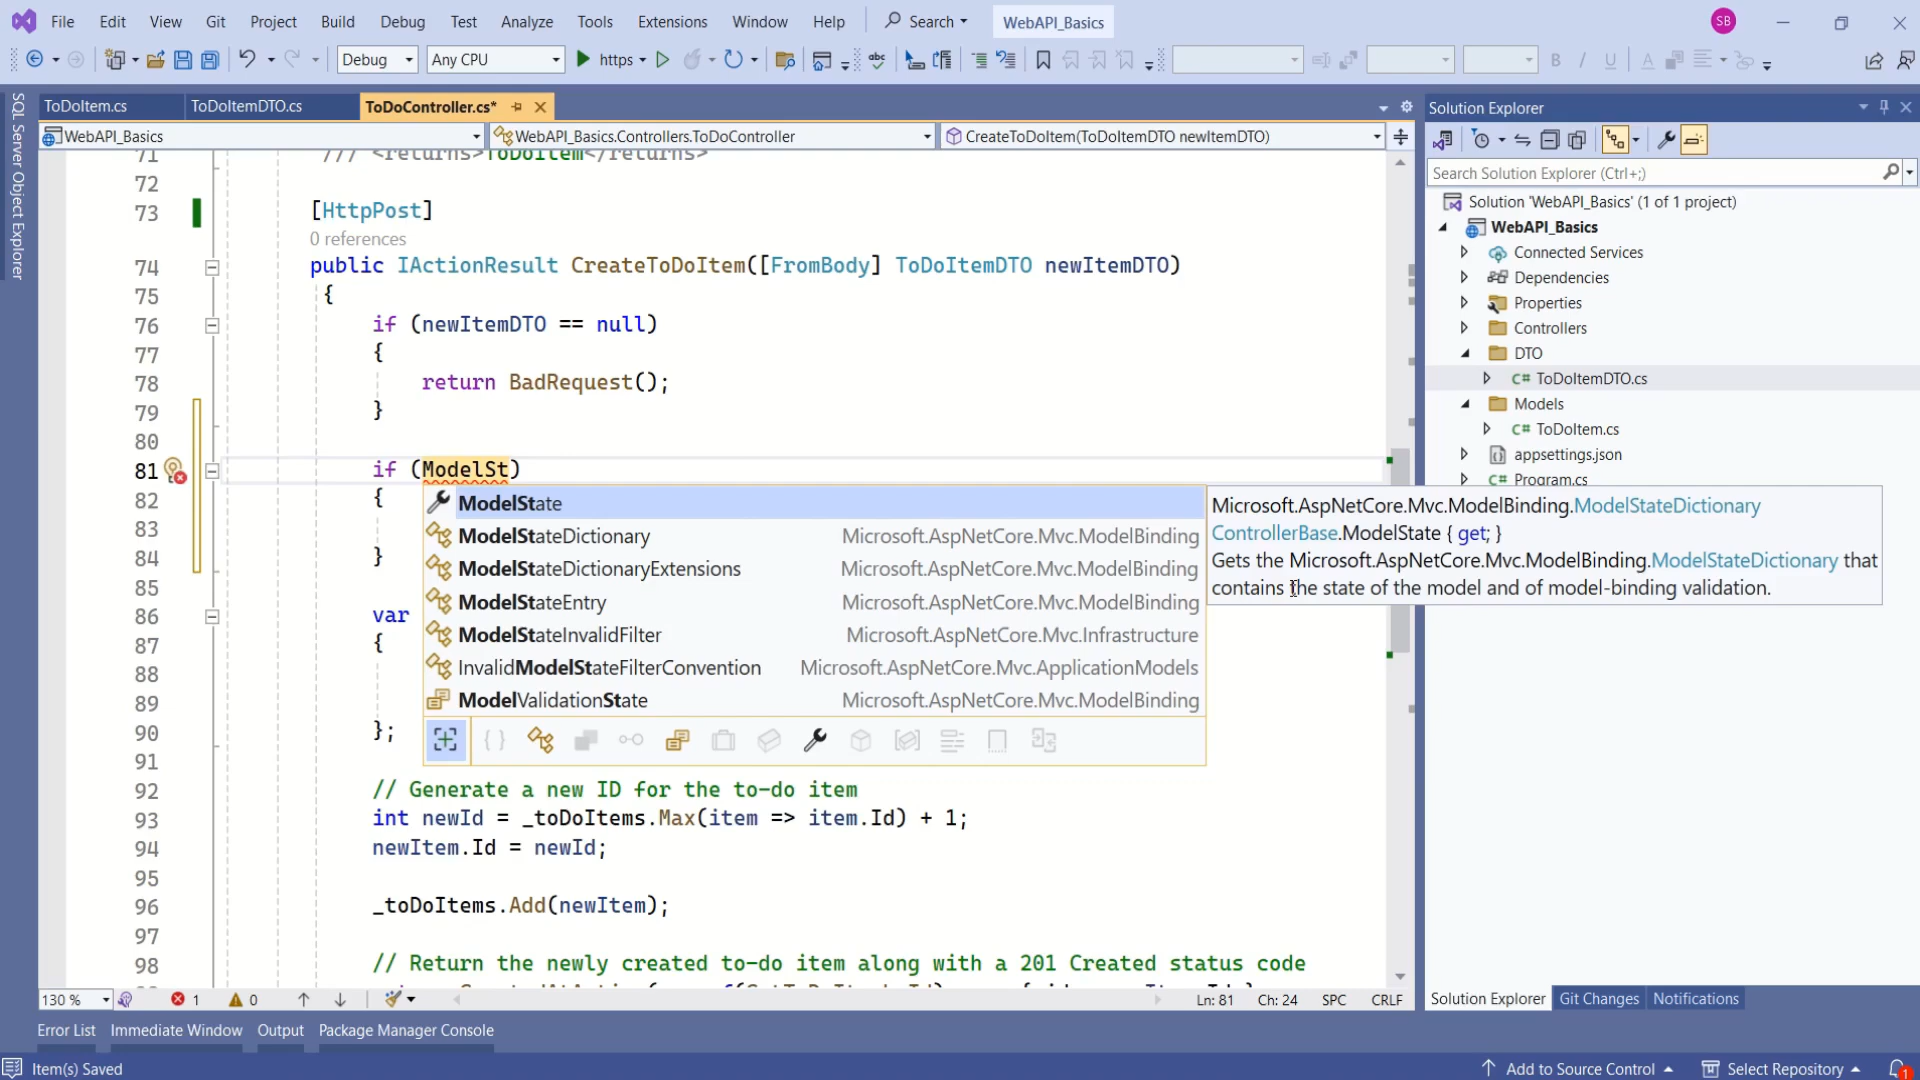 File Edit View Git Project Build Debug Test Analyze Tools Extensions Window Help Search WebAPI_Basics SB
Debug Any CPU https
SQL Server Object Explorer
ToDoItem.cs ToDoItemDTO.cs ToDoController.cs*
WebAPI_Basics WebAPI_Basics.Controllers.ToDoController CreateToDoItem(ToDoItemDTO newItemDTO)
71 /// <returns>ToDoItem</returns>
72
73 [HttpPost]
0 references
74 public IActionResult CreateToDoItem([FromBody] ToDoItemDTO newItemDTO)
75 {
76 if (newItemDTO == null)
77 {
78 return BadRequest();
79 }
80
81 if (ModelSt)
82 {
83
84 }
85
86 var
87 {
88
89
90 };
91
92 // Generate a new ID for the to-do item
93 int newId = _toDoItems.Max(item => item.Id) + 1;
94 newItem.Id = newId;
95
96 _toDoItems.Add(newItem);
97
98 // Return the newly created to-do item along with a 201 Created status code
ModelState
ModelStateDictionary Microsoft.AspNetCore.Mvc.ModelBinding
ModelStateDictionaryExtensions Microsoft.AspNetCore.Mvc.ModelBinding
ModelStateEntry Microsoft.AspNetCore.Mvc.ModelBinding
ModelStateInvalidFilter Microsoft.AspNetCore.Mvc.Infrastructure
InvalidModelStateFilterConvention Microsoft.AspNetCore.Mvc.ApplicationModels
ModelValidationState Microsoft.AspNetCore.Mvc.ModelBinding
Microsoft.AspNetCore.Mvc.ModelBinding.ModelStateDictionary
ControllerBase.ModelState { get; }
Gets the Microsoft.AspNetCore.Mvc.ModelBinding.ModelStateDictionary that
contains the state of the model and of model-binding validation.
130 % 1 0 Ln: 81 Ch: 24 SPC CRLF
Solution Explorer
Search Solution Explorer (Ctrl+;)
Solution 'WebAPI_Basics' (1 of 1 project)
WebAPI_Basics
Connected Services
Dependencies
Properties
Controllers
DTO
C# ToDoItemDTO.cs
Models
C# ToDoItem.cs
appsettings.json
C# Program.cs
Solution Explorer Git Changes Notifications
Error List Immediate Window Output Package Manager Console
Item(s) Saved Add to Source Control Select Repository 1